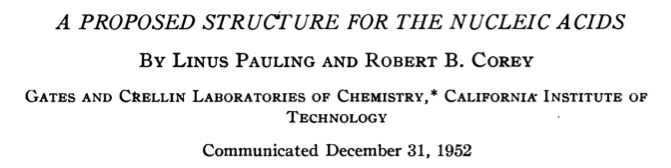 A PROPOSED STRUCTURE FOR THE NUCLEIC ACIDS
BY LINUS PAULING AND ROBERT B. COREY
GATES AND CRELLIN LABORATORIES OF CHEMISTRY,* CALIFORNIA INSTITUTE OF
TECHNOLOGY
Communicated December 31, 1952